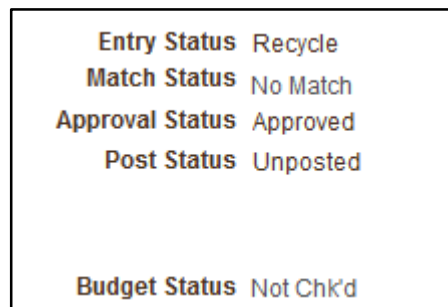 Entry Status Recycle
Match Status No Match
Approval Status Approved
Post Status Unposted
Budget Status Not Chk'd